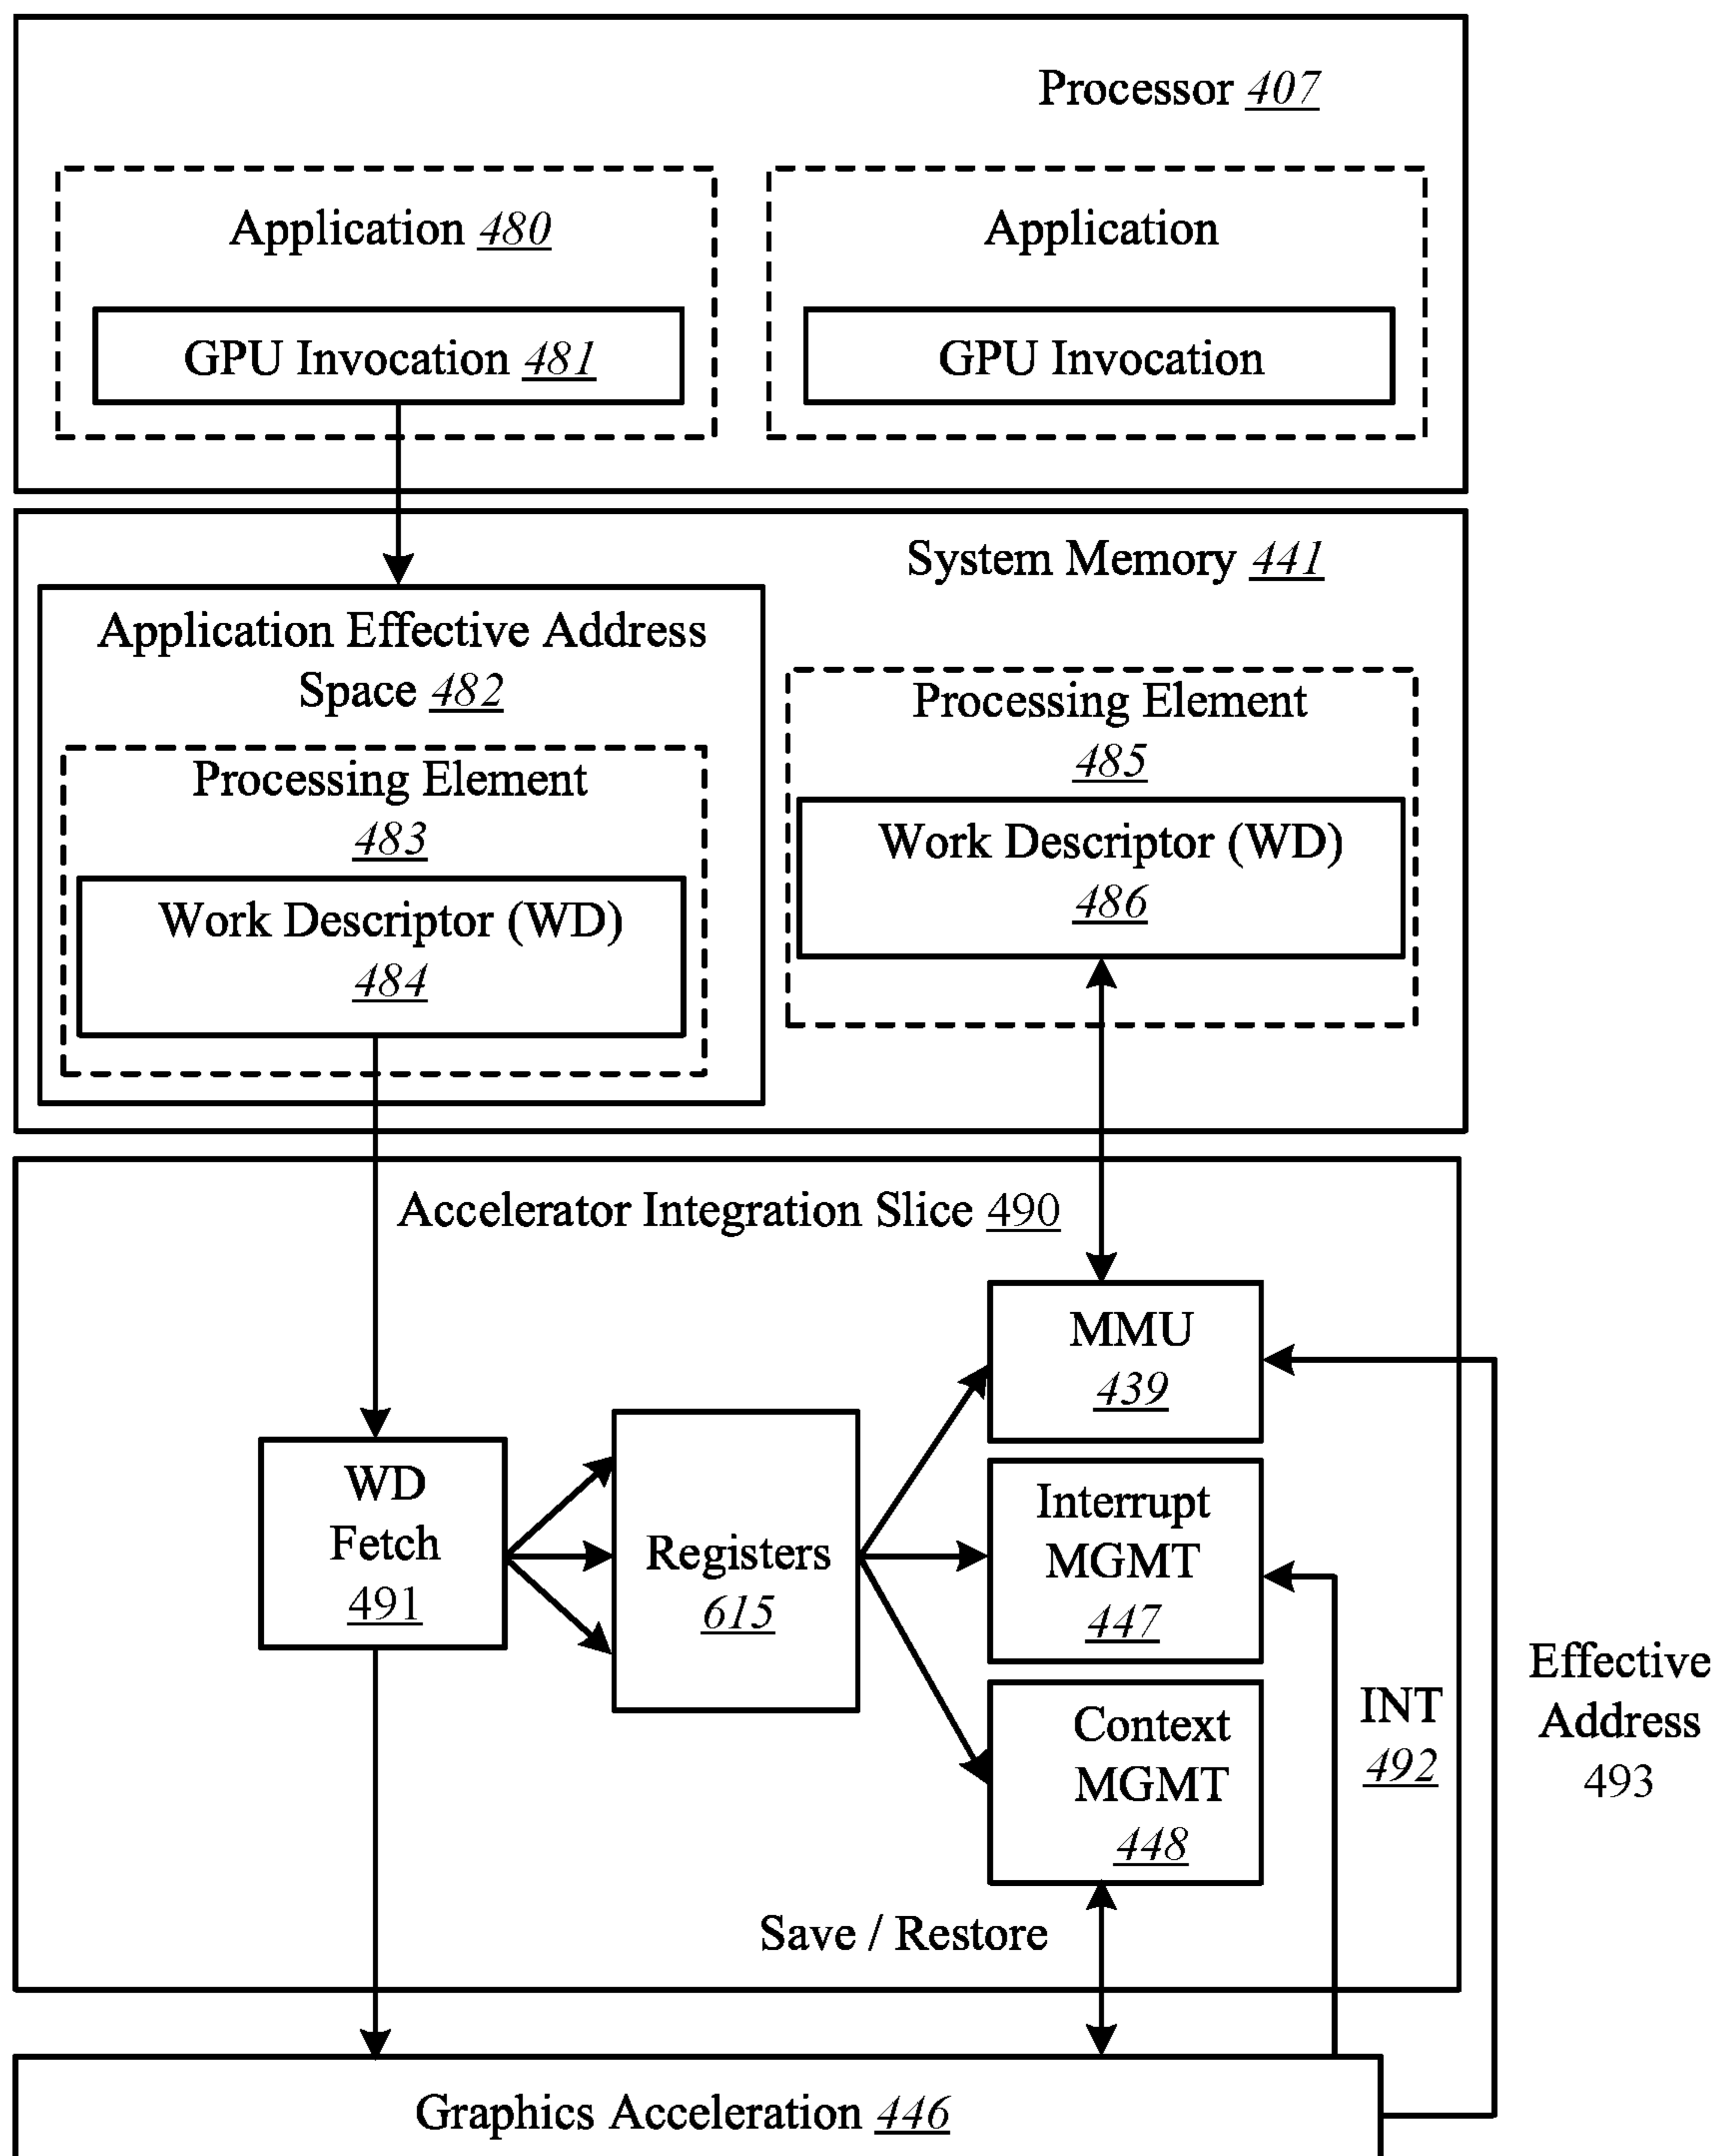 Processor 407
Application 480
GPU Invocation 481
Application
GPU Invocation
System Memory 441
Application Effective Address
Space 482
Processing Element
483
Work Descriptor (WD)
484
Processing Element
485
Work Descriptor (WD)
486
Accelerator Integration Slice 490
WD
Fetch
491
Registers
615
MMU
439
Interrupt
MGMT
447
Context
MGMT
448
INT
492
Effective
Address
493
Save / Restore
Graphics Acceleration 446